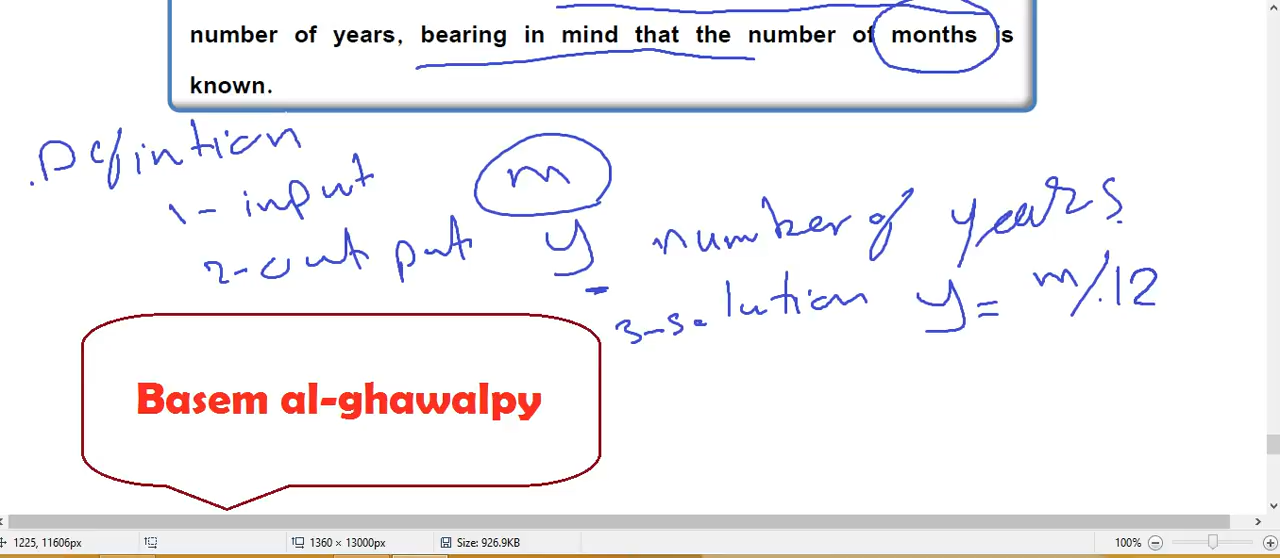 number of years, bearing in mind that the number of months is
known.
Defintion
1- input m
2- out put y number of years
3-solution y = m/12
Basem al-ghawalpy
1225, 11606px 1360 × 13000px Size: 926.9KB 100%